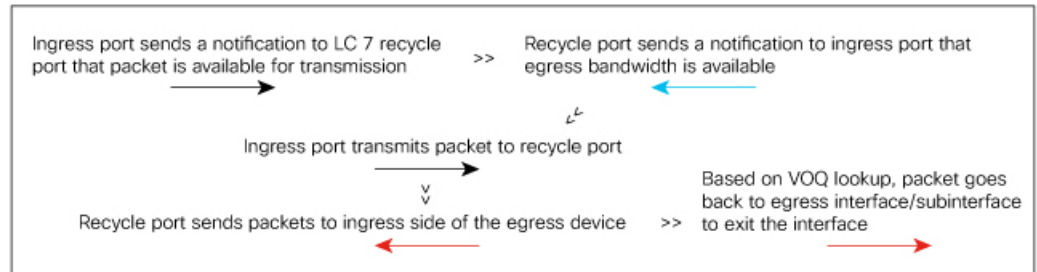 Ingress port sends a notification to LC 7 recycle
port that packet is available for transmission
>>
Recycle port sends a notification to ingress port that
egress bandwidth is available
>>
Ingress port transmits packet to recycle port
>>
Recycle port sends packets to ingress side of the egress device
>>
Based on VOQ lookup, packet goes
back to egress interface/subinterface
to exit the interface